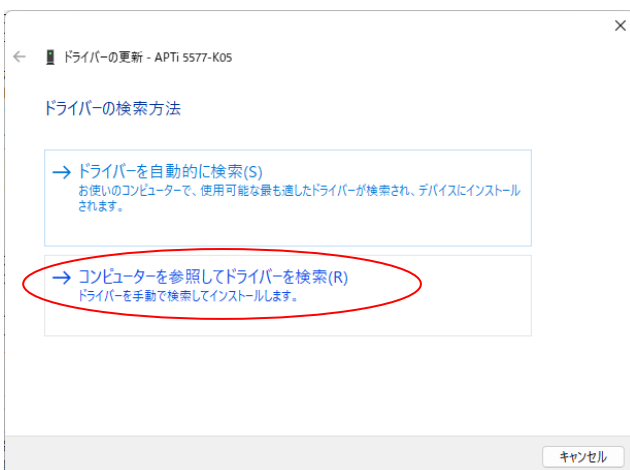 ドライバーの更新 - APTi 5577-K05
ドライバーの検索方法
ドライバーを自動的に検索(S)
お使いのコンピューターで、使用可能な最も適したドライバーが検索され、デバイスにインストール
されます。
コンピューターを参照してドライバーを検索(R)
ドライバーを手動で検索してインストールします。
キャンセル